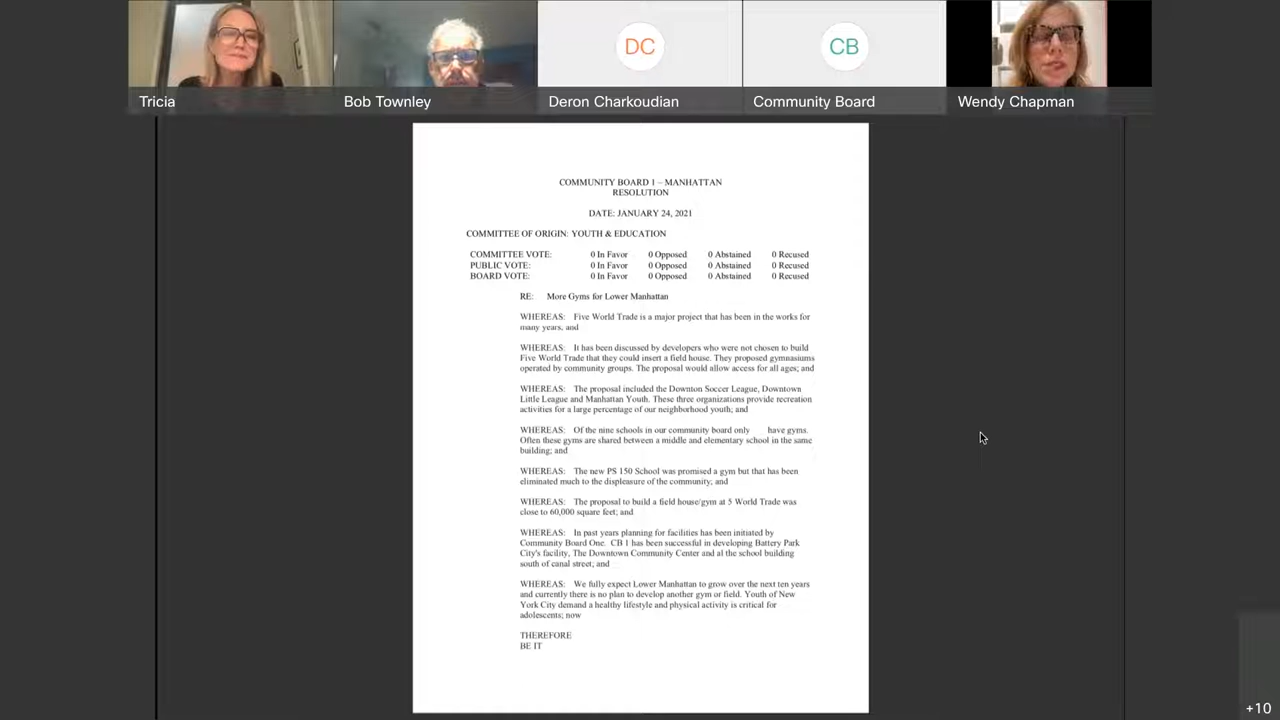 DC
CB
Tricia
Bob Townley
Deron Charkoudian
Community Board
Wendy Chapman
COMMUNITY BOARD 1 – MANHATTAN
RESOLUTION
DATE: JANUARY 24, 2021
COMMITTEE OF ORIGIN: YOUTH & EDUCATION
COMMITTEE VOTE: 0 In Favor 0 Opposed 0 Abstained 0 Recused
PUBLIC VOTE: 0 In Favor 0 Opposed 0 Abstained 0 Recused
BOARD VOTE: 0 In Favor 0 Opposed 0 Abstained 0 Recused
RE: More Gyms for Lower Manhattan
WHEREAS: Five World Trade is a major project that has been in the works for
many years, and
WHEREAS: It has been discussed by developers who were not chosen to build
Five World Trade that they could insert a field house. They proposed gymnasiums
operated by community groups. The proposal would allow access for all ages; and
WHEREAS: The proposal included the Downton Soccer League, Downtown
Little League and Manhattan Youth. These three organizations provide recreation
activities for a large percentage of our neighborhood youth; and
WHEREAS: Of the nine schools in our community board only have gyms.
Often these gyms are shared between a middle and elementary school in the same
building; and
WHEREAS: The new PS 150 School was promised a gym but that has been
eliminated much to the displeasure of the community; and
WHEREAS: The proposal to build a field house/gym at 5 World Trade was
close to 60,000 square feet; and
WHEREAS: In past years planning for facilities has been initiated by
Community Board One. CB 1 has been successful in developing Battery Park
City's facility, The Downtown Community Center and al the school building
south of canal street; and
WHEREAS: We fully expect Lower Manhattan to grow over the next ten years
and currently there is no plan to develop another gym or field. Youth of New
York City demand a healthy lifestyle and physical activity is critical for
adolescents; now
THEREFORE
BE IT
+10